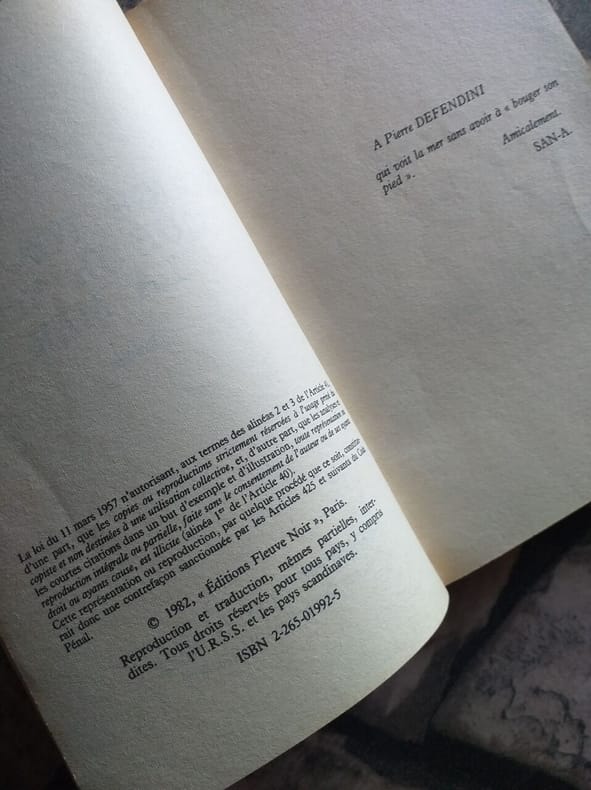 La loi du 11 mars 1957 n'autorisant, aux termes des alinéas 2 et 3 de l'Article 41,
d'une part, que les copies ou reproductions strictement réservées à l'usage privé du
copiste et non destinées à une utilisation collective, et, d'autre part, que les analyses et
les courtes citations dans un but d'exemple et d'illustration, toute représentation ou
reproduction intégrale ou partielle, faite sans le consentement de l'auteur ou de ses ayant
droit ou ayants cause, est illicite (alinéa 1er de l'Article 40).
Cette représentation ou reproduction, par quelque procédé que ce soit, constitue-
rait donc une contrefaçon sanctionnée par les Articles 425 et suivants du Code
Pénal.
© 1982, « Éditions Fleuve Noir », Paris.
Reproduction et traduction, mêmes partielles, inter-
dites. Tous droits réservés pour tous pays, y compris
l'U.R.S.S. et les pays scandinaves.
ISBN 2-265-01992-5
A Pierre DEFENDINI
qui voit la mer sans avoir à « bouger son
pied ».
Amicalement.
SAN-A.